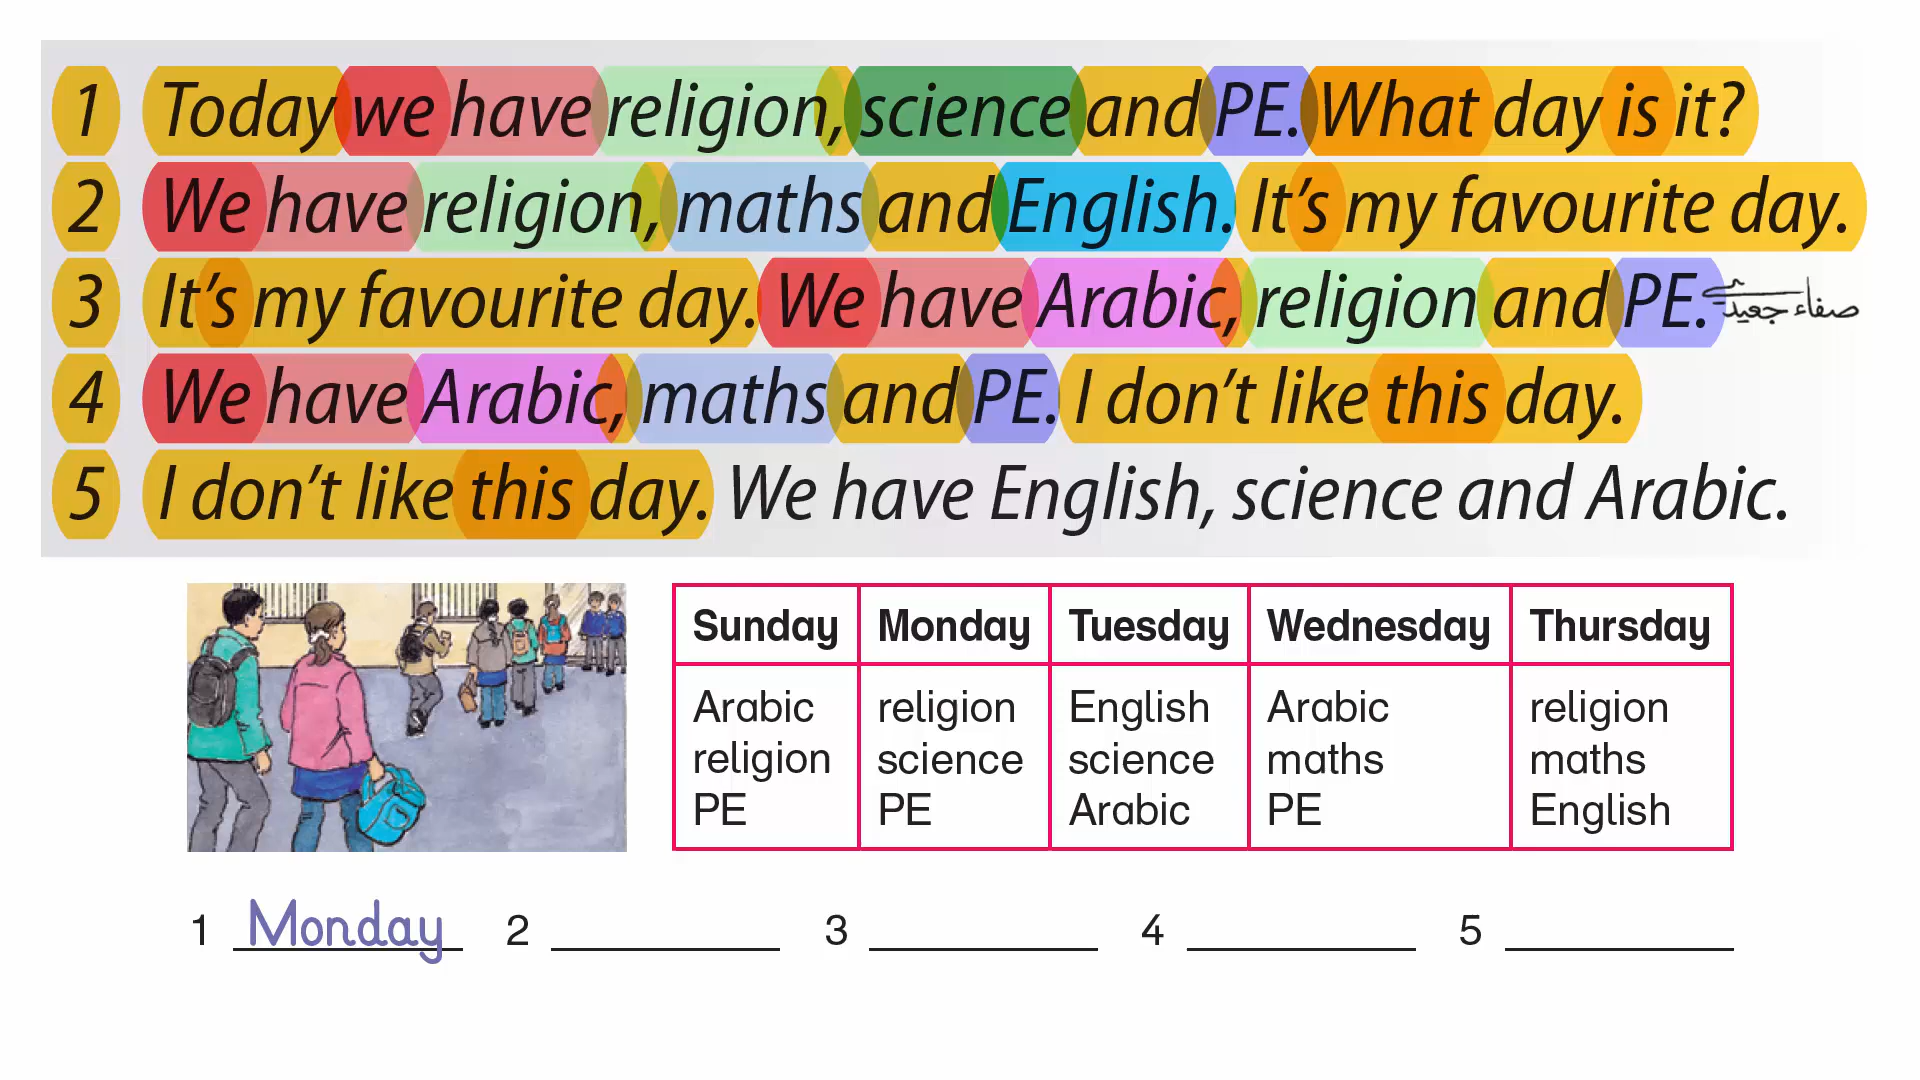 1 Today we have religion, science and PE. What day is it?
2 We have religion, maths and English. It's my favourite day.
3 It's my favourite day. We have Arabic, religion and PE.
صفاء جعيد
4 We have Arabic, maths and PE. I don't like this day.
5 I don't like this day. We have English, science and Arabic.
Sunday Monday Tuesday Wednesday Thursday
Arabic religion English Arabic religion
religion science science maths maths
PE PE Arabic PE English
1 Monday 2 3 4 5